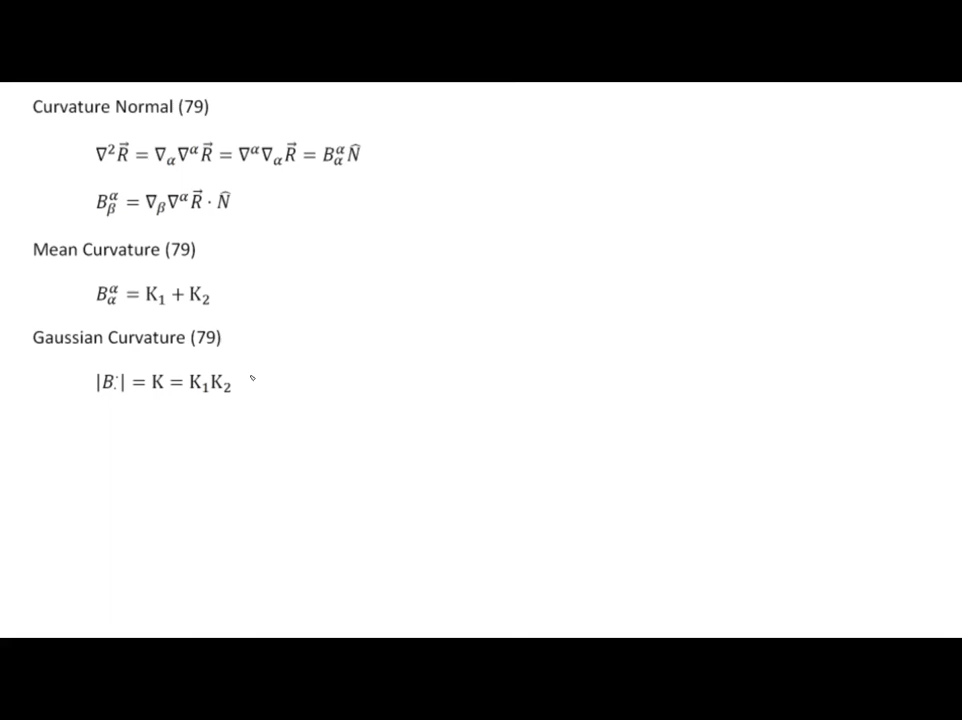 Curvature Normal (79)
∇²R⃗ = ∇_α∇^αR⃗ = ∇^α∇_αR⃗ = B^α_α N̂
B^α_β = ∇_β∇^αR⃗ · N̂
Mean Curvature (79)
B^α_α = K₁ + K₂
Gaussian Curvature (79)
|B^._.| = K = K₁K₂